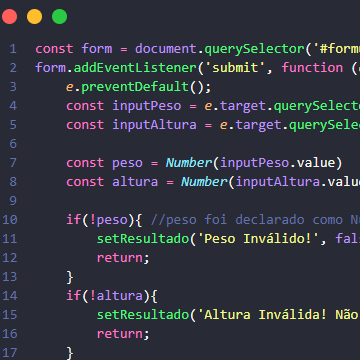 1 const form = document.querySelector('#form
2 form.addEventListener('submit', function (
3 e.preventDefault();
4 const inputPeso = e.target.querySelect
5 const inputAltura = e.target.querySele
6
7 const peso = Number(inputPeso.value)
8 const altura = Number(inputAltura.valu
9
10 if(!peso){ //peso foi declarado como N
11 setResultado('Peso Inválido!', fal
12 return;
13 }
14 if(!altura){
15 setResultado('Altura Inválida! Não
16 return;
17 }